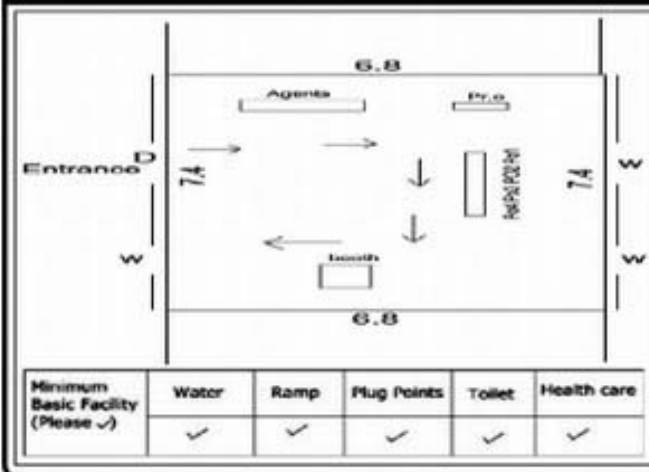 6.8
Agents
Pr.o
D
Entrance
7.4
7.4
W
W
W
booth
6.8
Minimum Basic Facility (Please ✓)
Water
Ramp
Plug Points
Toilet
Health care
✓ ✓ ✓ ✓ ✓